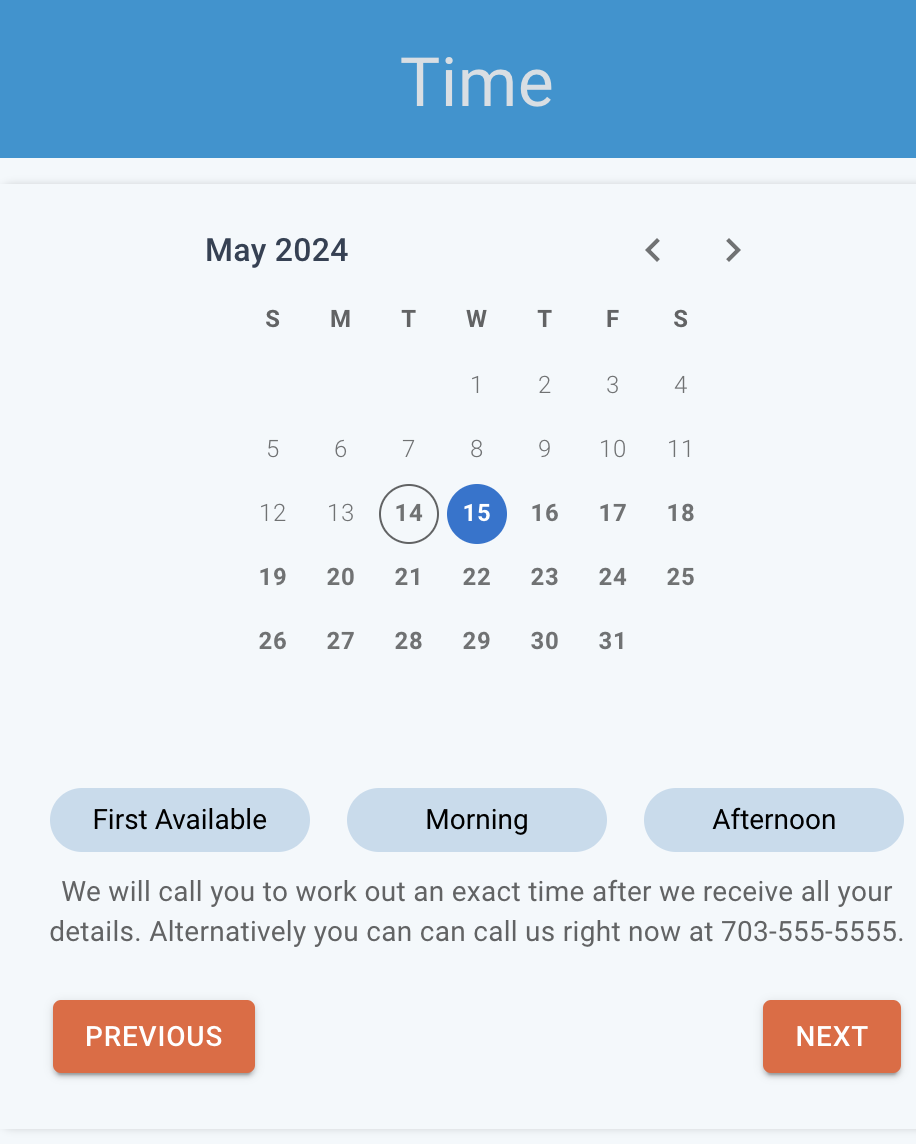 Time
May 2024
S M T W T F S
1 2 3 4
5 6 7 8 9 10 11
12 13 14 15 16 17 18
19 20 21 22 23 24 25
26 27 28 29 30 31
First Available Morning Afternoon
We will call you to work out an exact time after we receive all your
details. Alternatively you can can call us right now at 703-555-5555.
PREVIOUS NEXT